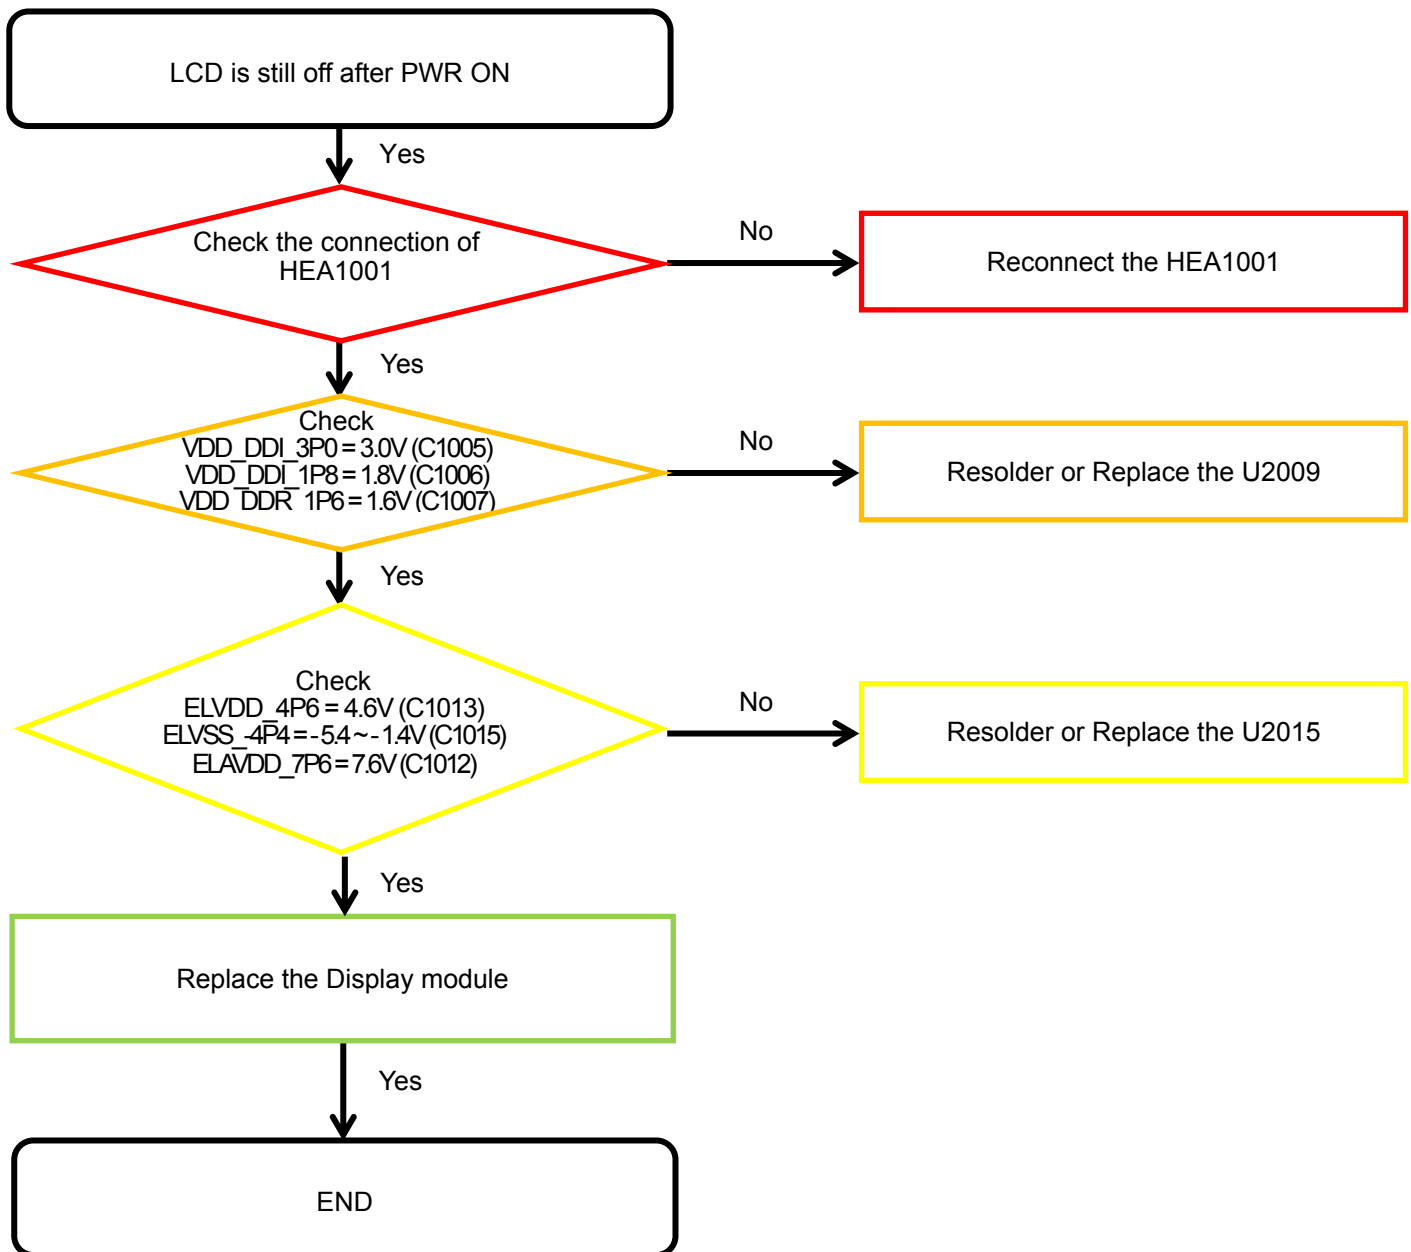 LCD is still off after PWR ON
Yes
Check the connection of
HEA1001
No
Reconnect the HEA1001
Yes
Check
VDD_DDI_3P0 = 3.0V (C1005)
VDD_DDI_1P8 = 1.8V (C1006)
VDD_DDR_1P6 = 1.6V (C1007)
No
Resolder or Replace the U2009
Yes
Check
ELVDD_4P6 = 4.6V (C1013)
ELVSS_-4P4 = -5.4 ~ -1.4V (C1015)
ELAVDD_7P6 = 7.6V (C1012)
No
Resolder or Replace the U2015
Yes
Replace the Display module
Yes
END